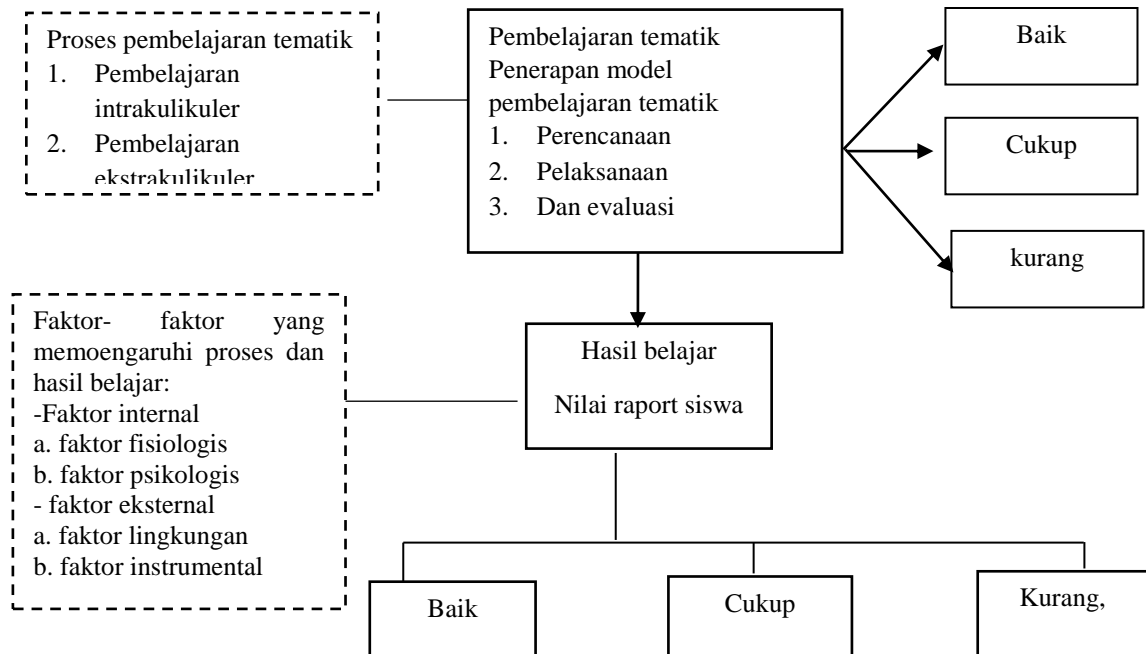 Proses pembelajaran tematik
1. Pembelajaran
intrakulikuler
2. Pembelajaran
ekstrakulikuler
Pembelajaran tematik
Penerapan model
pembelajaran tematik
1. Perencanaan
2. Pelaksanaan
3. Dan evaluasi
Baik
Cukup
kurang
Faktor- faktor yang
memoengaruhi proses dan
hasil belajar:
-Faktor internal
a. faktor fisiologis
b. faktor psikologis
- faktor eksternal
a. faktor lingkungan
b. faktor instrumental
Hasil belajar
Nilai raport siswa
Baik
Cukup
Kurang,